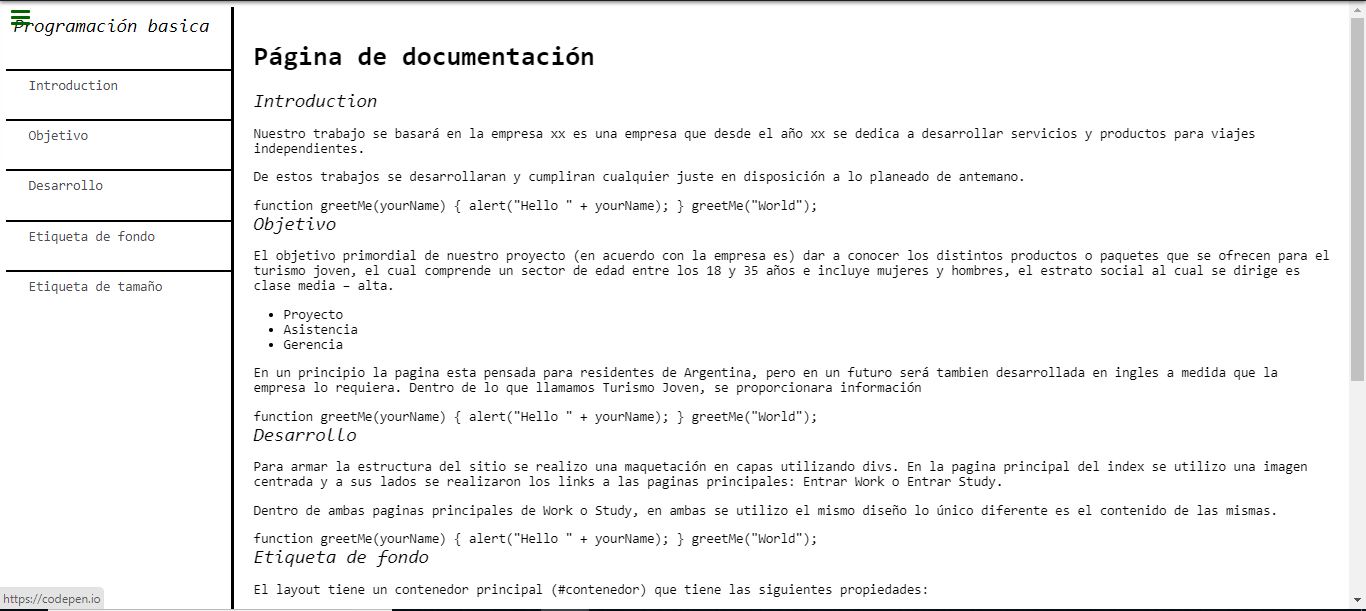 Programación basica
Introduction
Objetivo
Desarrollo
Etiqueta de fondo
Etiqueta de tamaño
Página de documentación
Introduction
Nuestro trabajo se basará en la empresa xx es una empresa que desde el año xx se dedica a desarrollar servicios y productos para viajes
independientes.
De estos trabajos se desarrollaran y cumpliran cualquier juste en disposición a lo planeado de antemano.
function greetMe(yourName) { alert("Hello " + yourName); } greetMe("World");
Objetivo
El objetivo primordial de nuestro proyecto (en acuerdo con la empresa es) dar a conocer los distintos productos o paquetes que se ofrecen para el
turismo joven, el cual comprende un sector de edad entre los 18 y 35 años e incluye mujeres y hombres, el estrato social al cual se dirige es
clase media – alta.
Proyecto
Asistencia
Gerencia
En un principio la pagina esta pensada para residentes de Argentina, pero en un futuro será tambien desarrollada en ingles a medida que la
empresa lo requiera. Dentro de lo que llamamos Turismo Joven, se proporcionara información
function greetMe(yourName) { alert("Hello " + yourName); } greetMe("World");
Desarrollo
Para armar la estructura del sitio se realizo una maquetación en capas utilizando divs. En la pagina principal del index se utilizo una imagen
centrada y a sus lados se realizaron los links a las paginas principales: Entrar Work o Entrar Study.
Dentro de ambas paginas principales de Work o Study, en ambas se utilizo el mismo diseño lo único diferente es el contenido de las mismas.
function greetMe(yourName) { alert("Hello " + yourName); } greetMe("World");
Etiqueta de fondo
El layout tiene un contenedor principal (#contenedor) que tiene las siguientes propiedades:
https://codepen.io